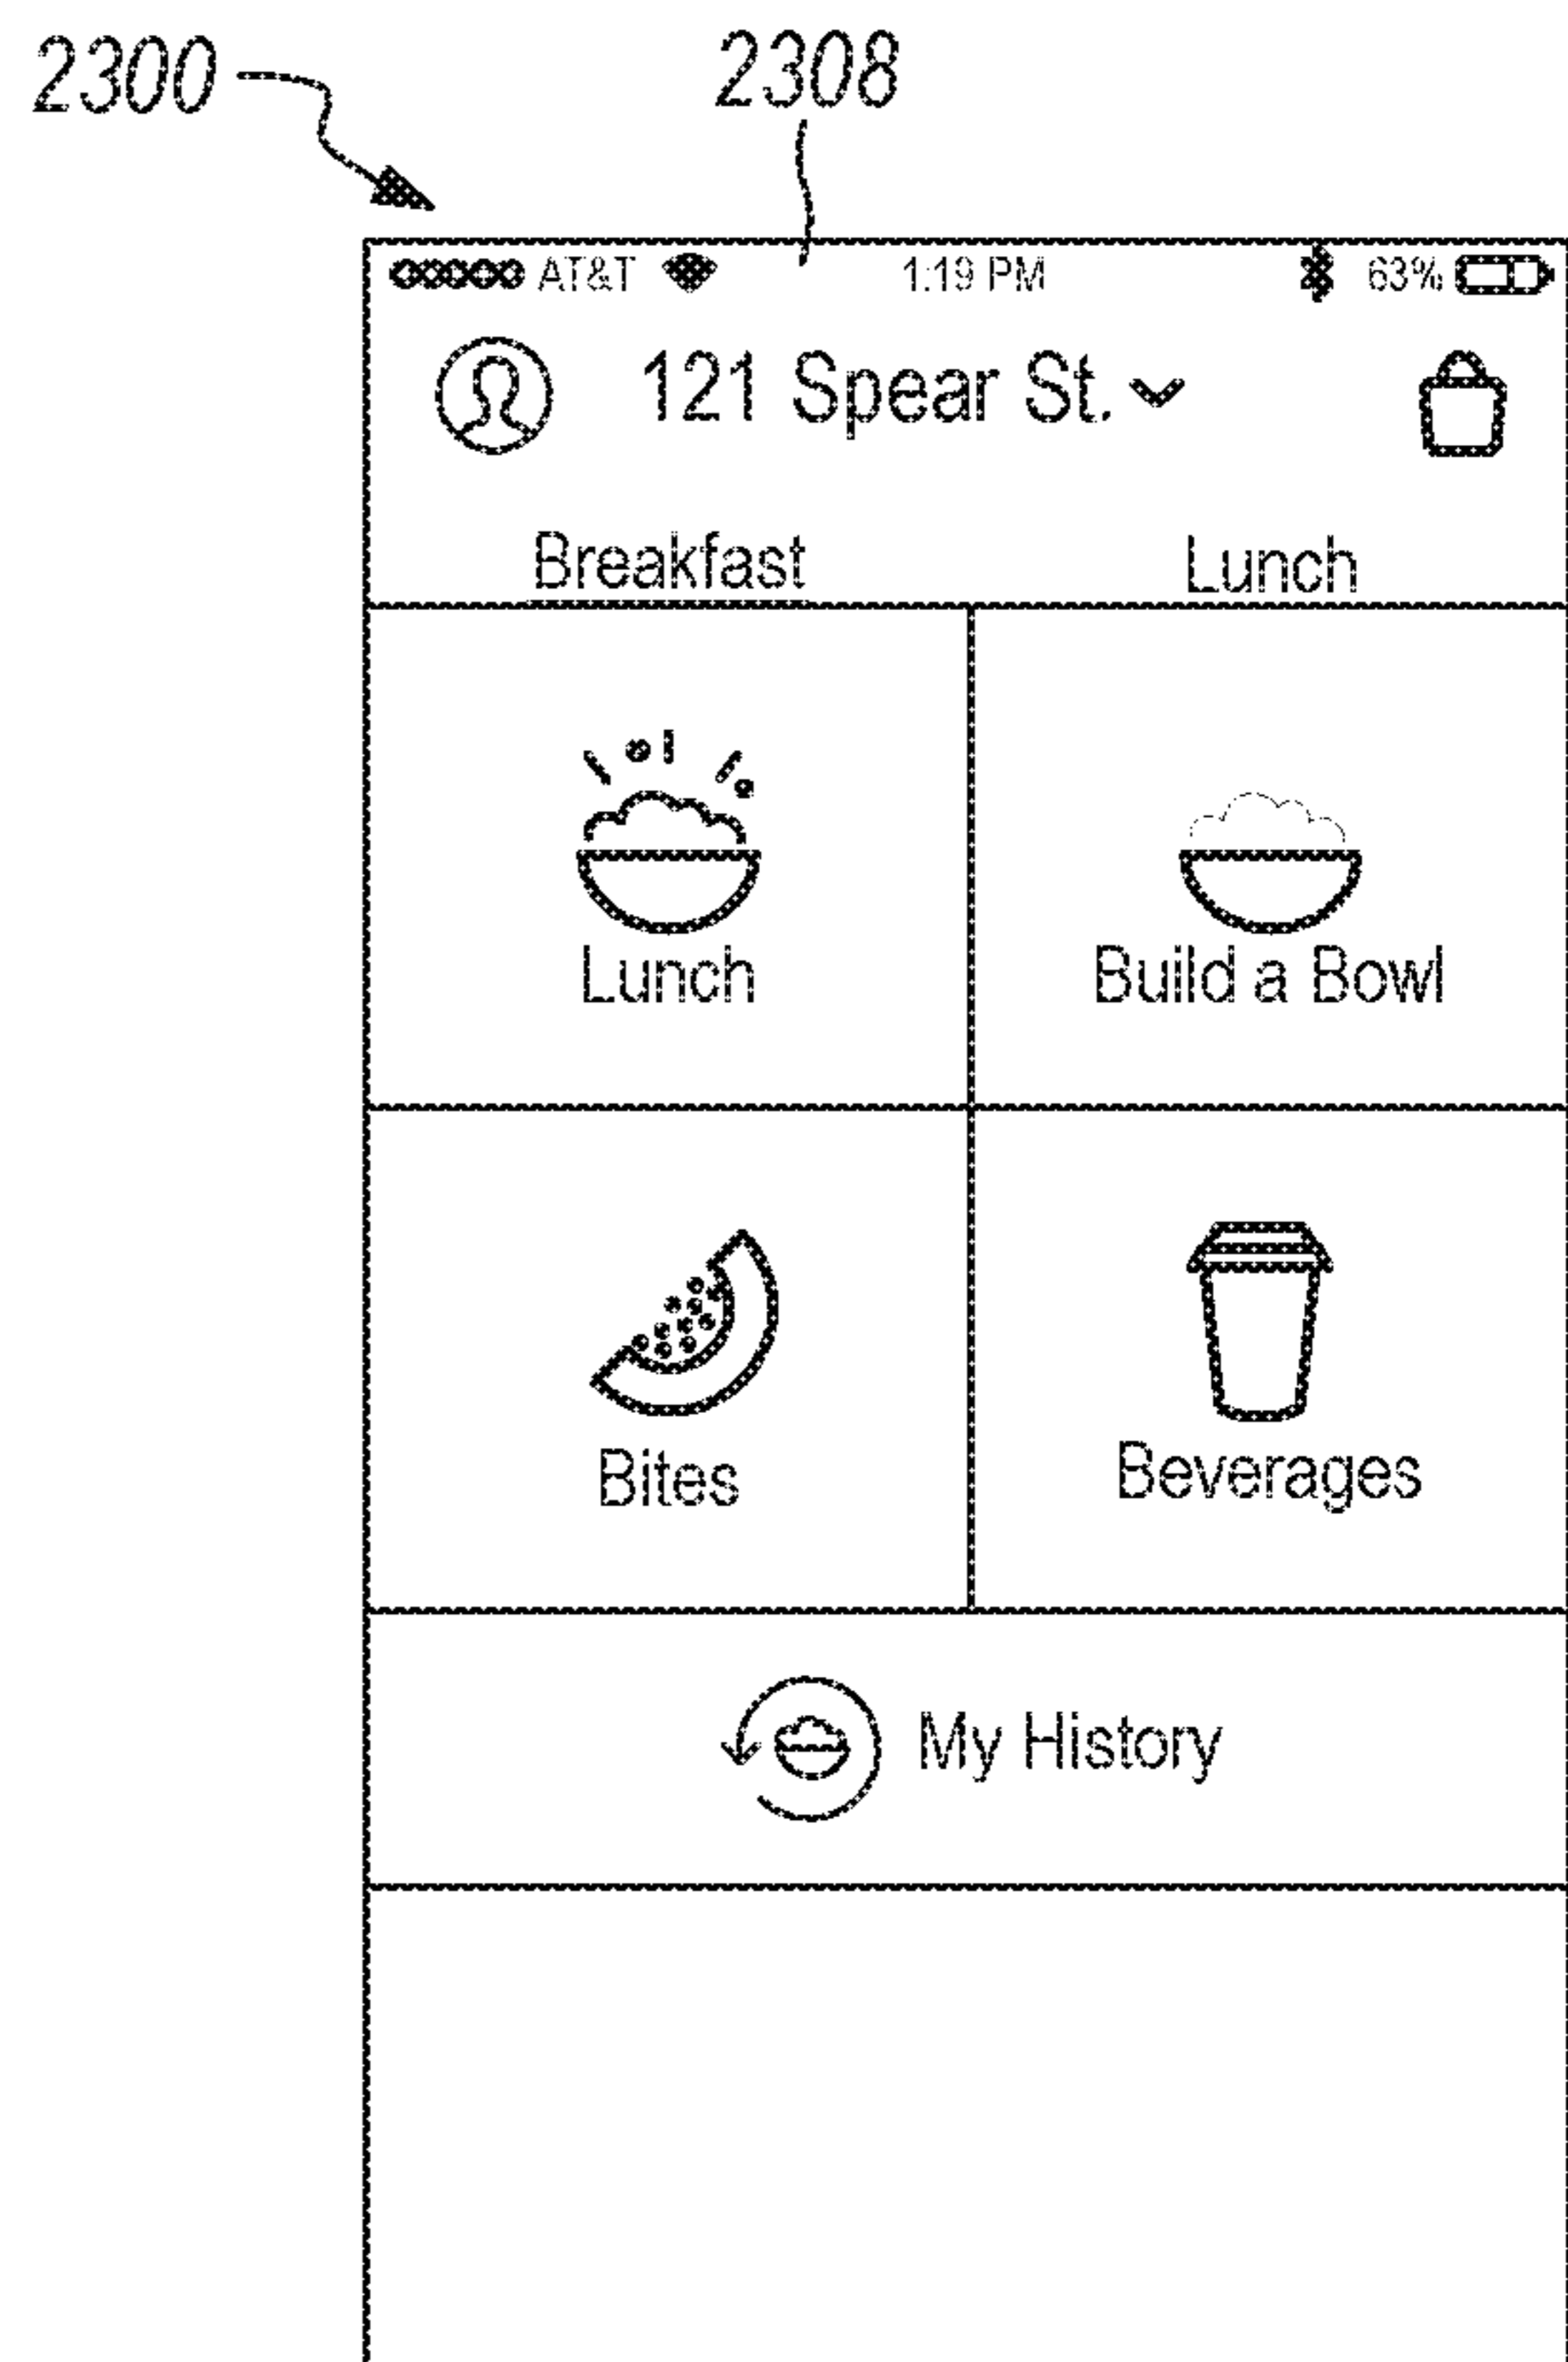 2300 2308
AT&T 1:19 PM 63%
121 Spear St.
Breakfast Lunch
Lunch Build a Bowl
Bites Beverages
My History